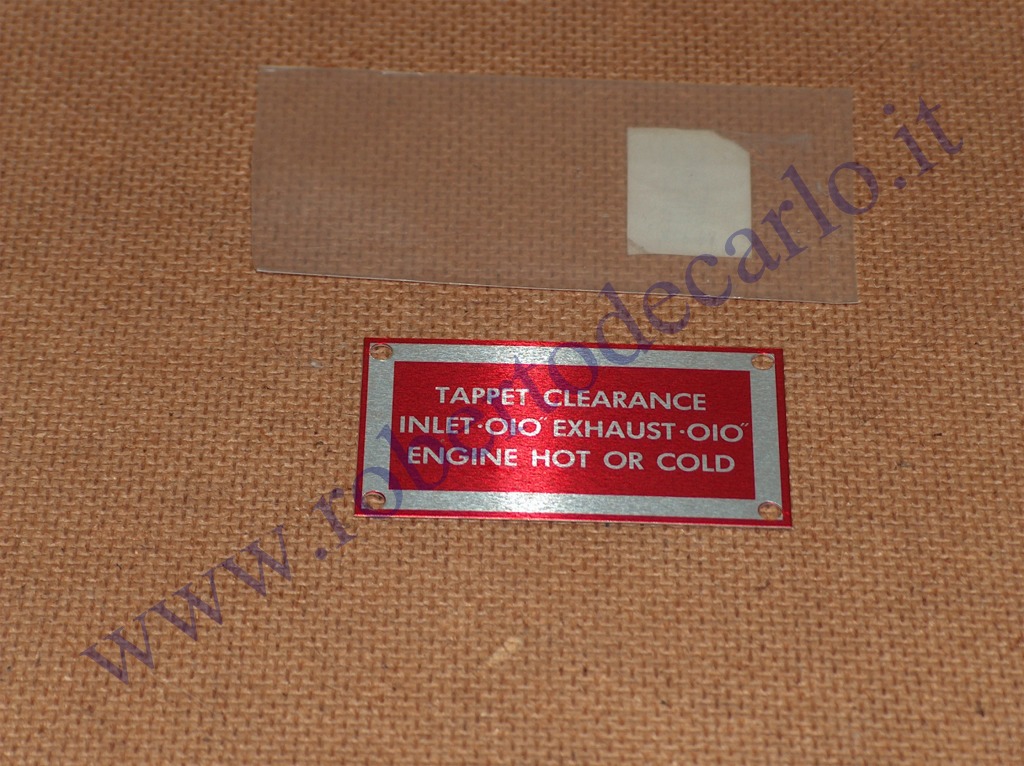 TAPPET CLEARANCE
INLET·010" EXHAUST·010"
ENGINE HOT OR COLD
www.robertodecarlo.it